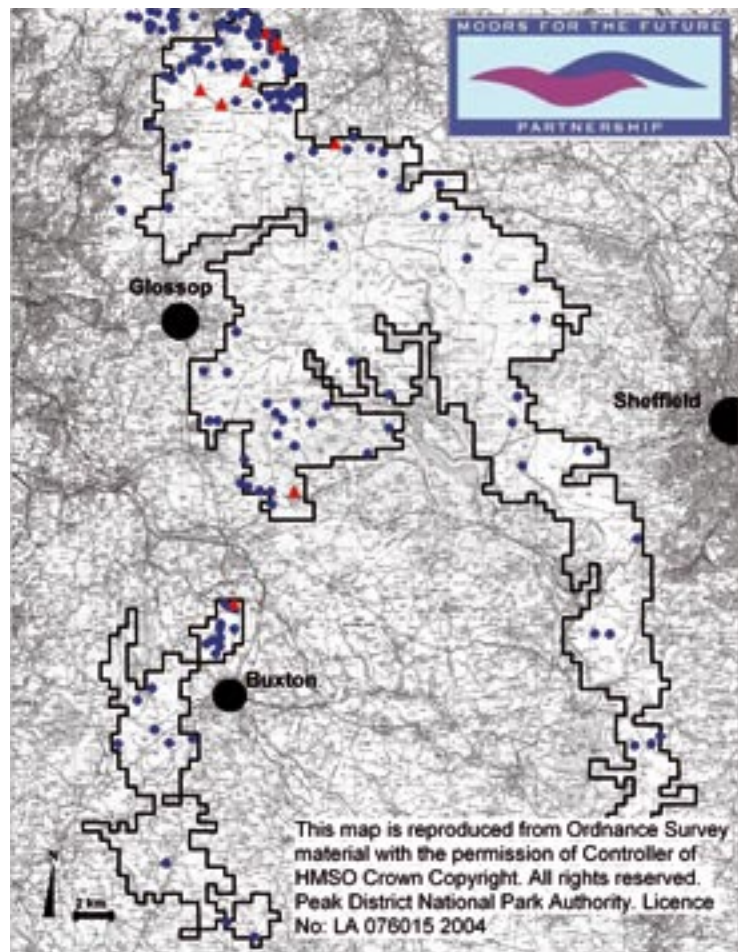 MOORS FOR THE FUTURE
PARTNERSHIP
Glossop
Sheffield
Buxton
This map is reproduced from Ordnance Survey
material with the permission of Controller of
HMSO Crown Copyright. All rights reserved.
Peak District National Park Authority. Licence
No: LA 076015 2004
N
2 km